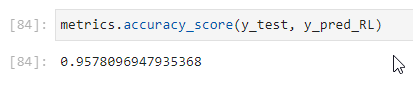 [84]: metrics.accuracy_score(y_test, y_pred_RL)
[84]: 0.9578096947935368